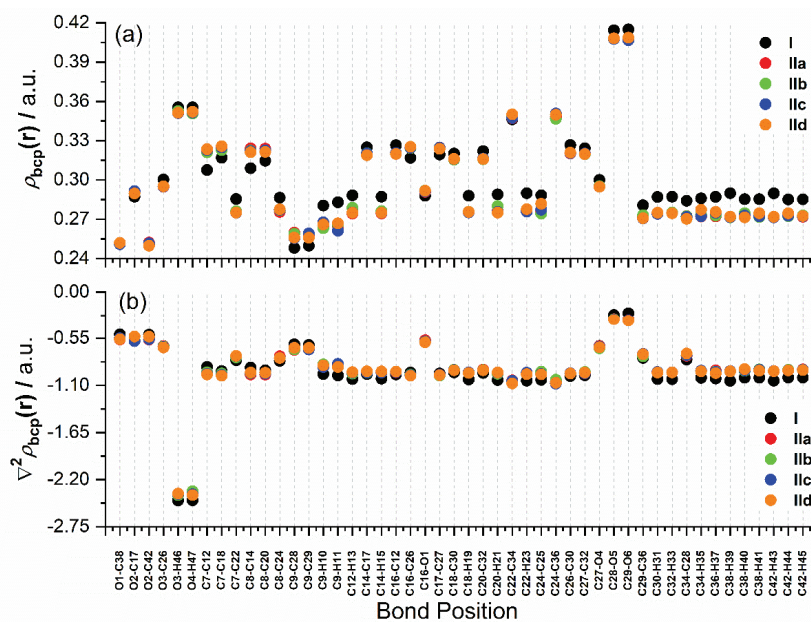 (a)
0.42
0.39
0.36
0.33
0.30
0.27
0.24
ρbcp(r) / a.u.
I
IIa
IIb
IIc
IId
(b)
0.00
-0.55
-1.10
-1.65
-2.20
-2.75
∇²ρbcp(r) / a.u.
I
IIa
IIb
IIc
IId
O1-C38
O2-C17
O2-C42
O3-C26
O3-H46
O4-H47
C7-C12
C7-C18
C7-C22
C8-C14
C8-C20
C8-C24
C9-C28
C9-C29
C9-H10
C9-H11
C12-H13
C14-C17
C14-H15
C16-C12
C16-C26
C16-O1
C17-C27
C18-C30
C18-H19
C20-C32
C20-H21
C22-C34
C22-H23
C24-C25
C24-C36
C26-C30
C27-C32
C27-O4
C28-O5
C29-O6
C29-C36
C30-H31
C32-H33
C34-C28
C34-H35
C36-H37
C38-H39
C38-H40
C38-H41
C42-H43
C42-H44
C42-H45
Bond Position